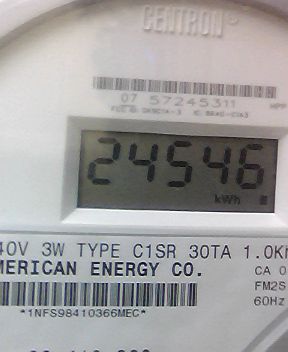 CENTRON
07 57245311
24546
kWh
40V 3W TYPE C1SR 30TA 1.0K
MERICAN ENERGY CO. CA 0
FM2S
60Hz
*1NFS98410366MEC*